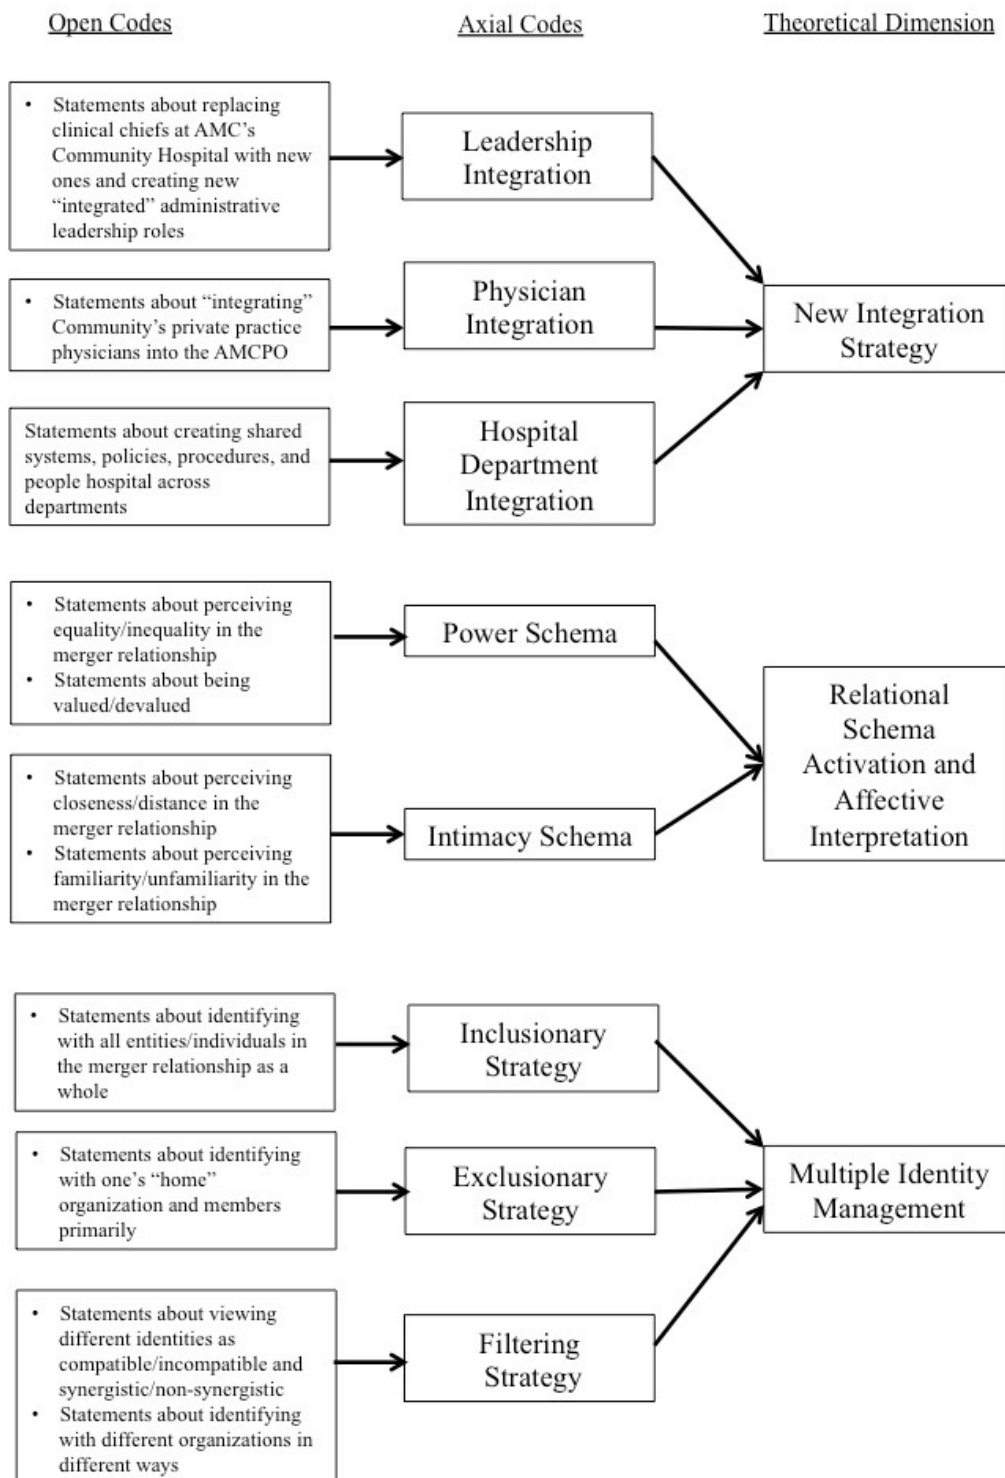 Open Codes
Axial Codes
Theoretical Dimension
• Statements about replacing
clinical chiefs at AMC's
Community Hospital with new
ones and creating new
“integrated” administrative
leadership roles
Leadership
Integration
• Statements about “integrating”
Community's private practice
physicians into the AMCPO
Physician
Integration
Statements about creating shared
systems, policies, procedures, and
people hospital across
departments
Hospital
Department
Integration
New Integration
Strategy
• Statements about perceiving
equality/inequality in the
merger relationship
• Statements about being
valued/devalued
Power Schema
• Statements about perceiving
closeness/distance in the
merger relationship
• Statements about perceiving
familiarity/unfamiliarity in the
merger relationship
Intimacy Schema
Relational
Schema
Activation and
Affective
Interpretation
• Statements about identifying
with all entities/individuals in
the merger relationship as a
whole
Inclusionary
Strategy
• Statements about identifying
with one's “home”
organization and members
primarily
Exclusionary
Strategy
• Statements about viewing
different identities as
compatible/incompatible and
synergistic/non-synergistic
• Statements about identifying
with different organizations in
different ways
Filtering
Strategy
Multiple Identity
Management